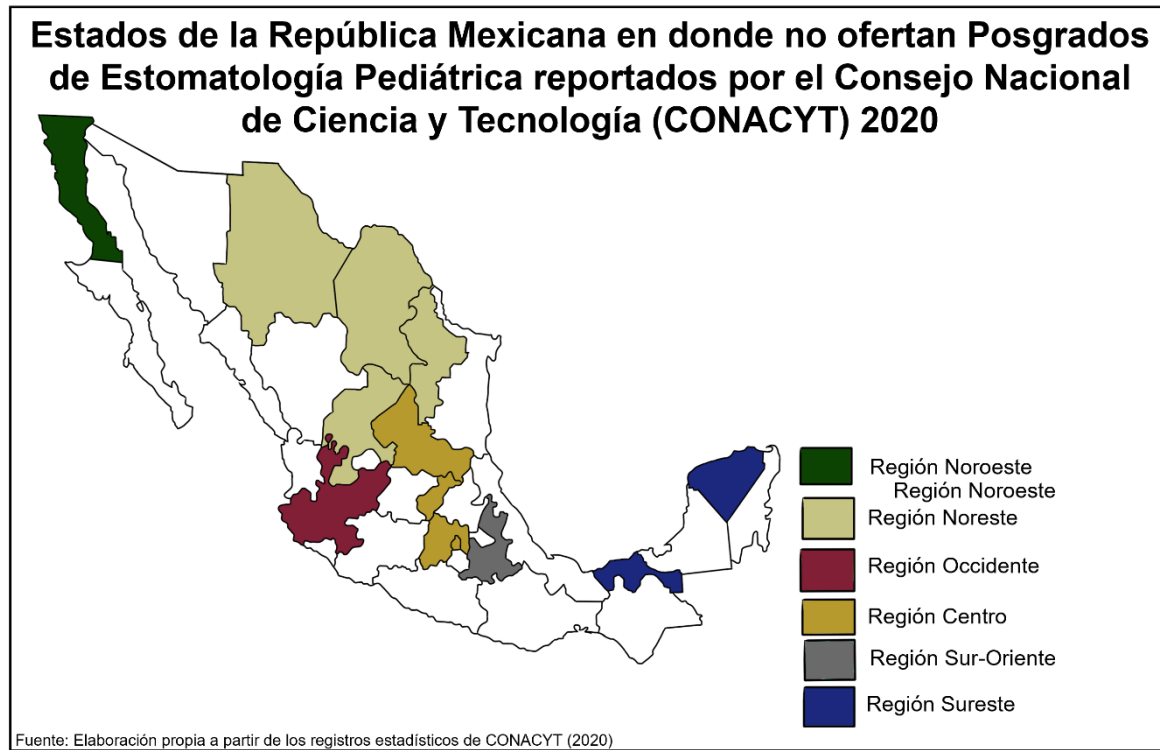 Estados de la República Mexicana en donde no ofertan Posgrados
de Estomatología Pediátrica reportados por el Consejo Nacional
de Ciencia y Tecnología (CONACYT) 2020
Región Noroeste
Región Noroeste
Región Noreste
Región Occidente
Región Centro
Región Sur-Oriente
Región Sureste
Fuente: Elaboración propia a partir de los registros estadísticos de CONACYT (2020)